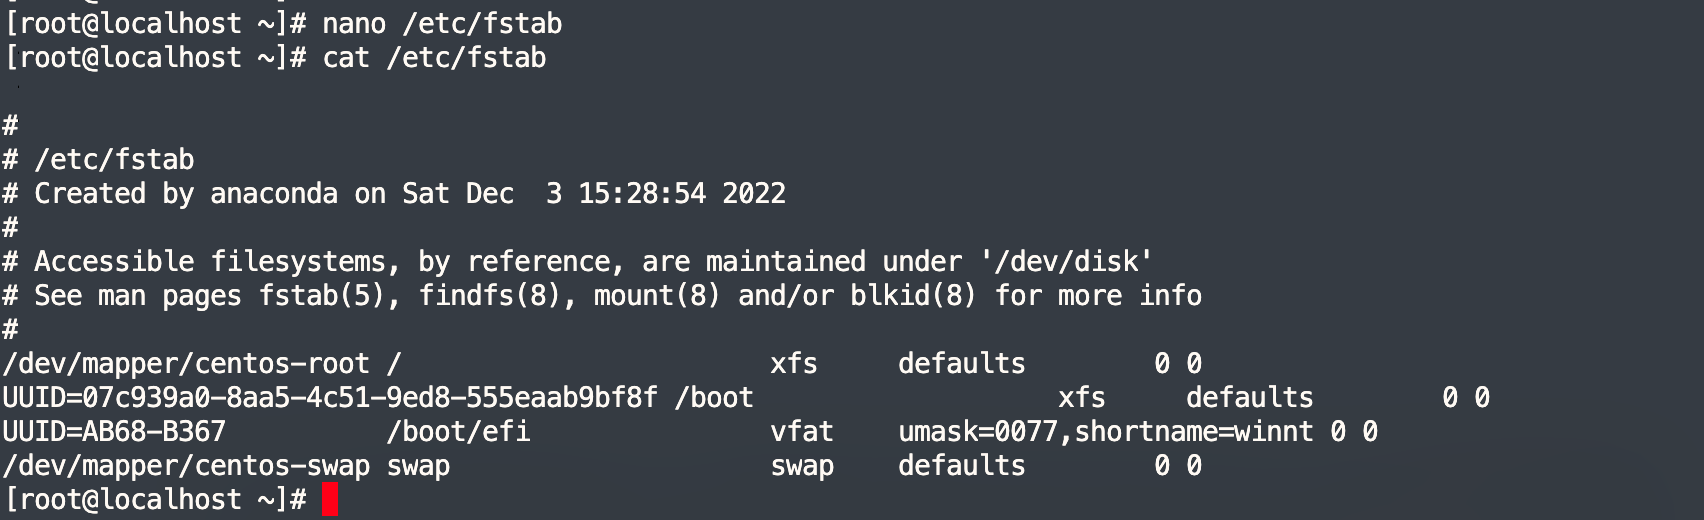 [root@localhost ~]# nano /etc/fstab
[root@localhost ~]# cat /etc/fstab
#
# /etc/fstab
# Created by anaconda on Sat Dec  3 15:28:54 2022
#
# Accessible filesystems, by reference, are maintained under '/dev/disk'
# See man pages fstab(5), findfs(8), mount(8) and/or blkid(8) for more info
#
/dev/mapper/centos-root /                       xfs     defaults        0 0
UUID=07c939a0-8aa5-4c51-9ed8-555eaab9bf8f /boot                   xfs     defaults        0 0
UUID=AB68-B367          /boot/efi               vfat    umask=0077,shortname=winnt 0 0
/dev/mapper/centos-swap swap                    swap    defaults        0 0
[root@localhost ~]#